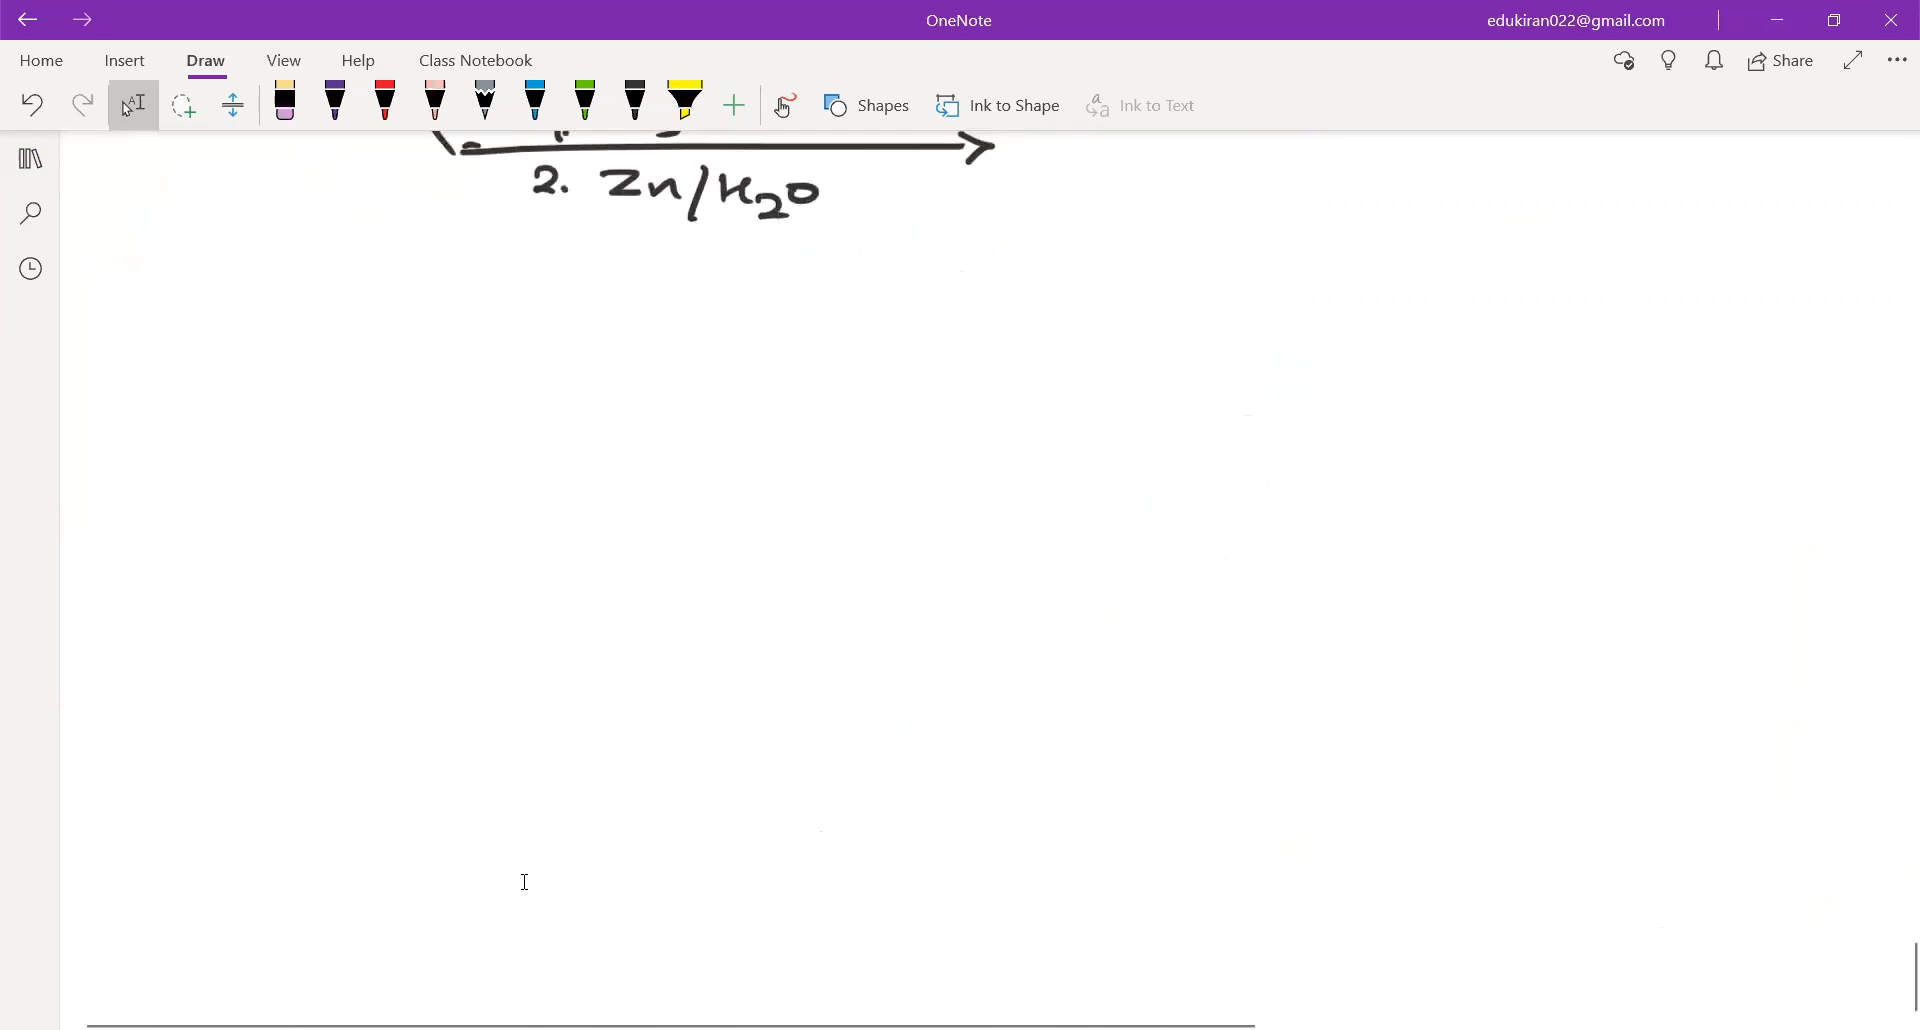 OneNote
edukiran022@gmail.com
Home Insert Draw View Help Class Notebook
Share
Shapes Ink to Shape Ink to Text
2. Zn/H₂O